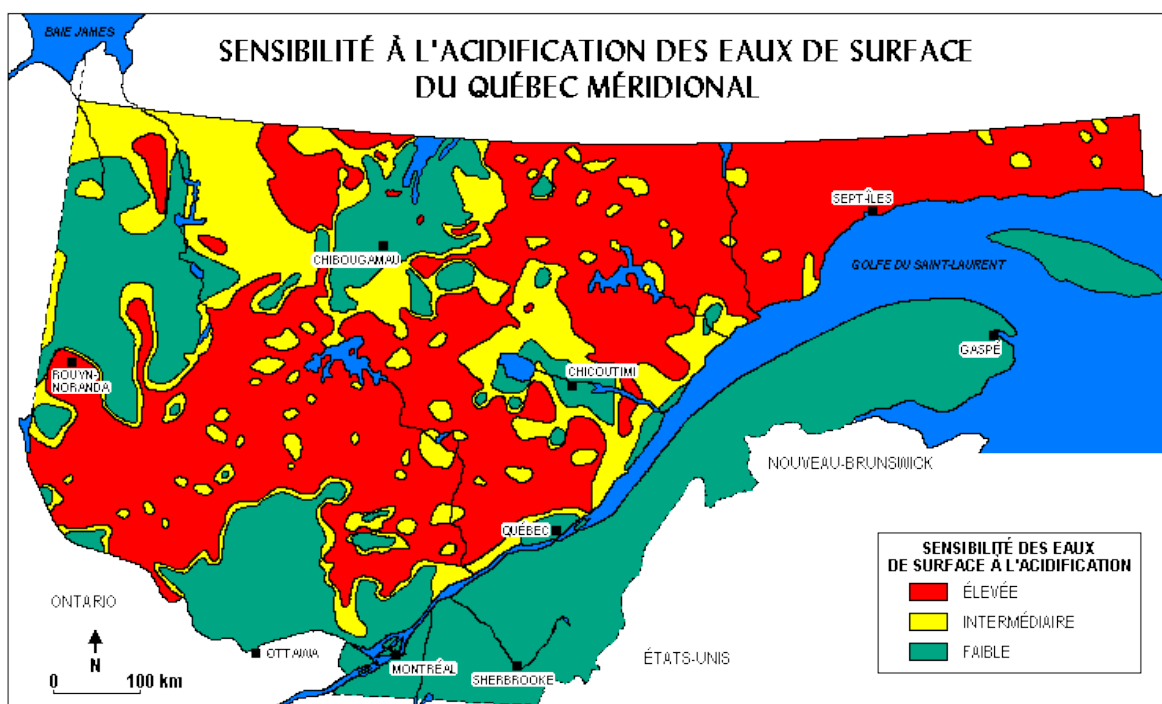 BAIE JAMES
SENSIBILITÉ À L'ACIDIFICATION DES EAUX DE SURFACE
DU QUÉBEC MÉRIDIONAL
SEPT-ÎLES
CHIBOUGAMAU
GOLFE DU SAINT-LAURENT
GASPÉ
ROUYN-
NORANDA
CHICOUTIMI
NOUVEAU-BRUNSWICK
QUÉBEC
SENSIBILITÉ DES EAUX
DE SURFACE À L'ACIDIFICATION
ÉLEVÉE
INTERMÉDIAIRE
FAIBLE
ONTARIO
N
0 100 km
OTTAWA
MONTRÉAL
SHERBROOKE
ÉTATS-UNIS